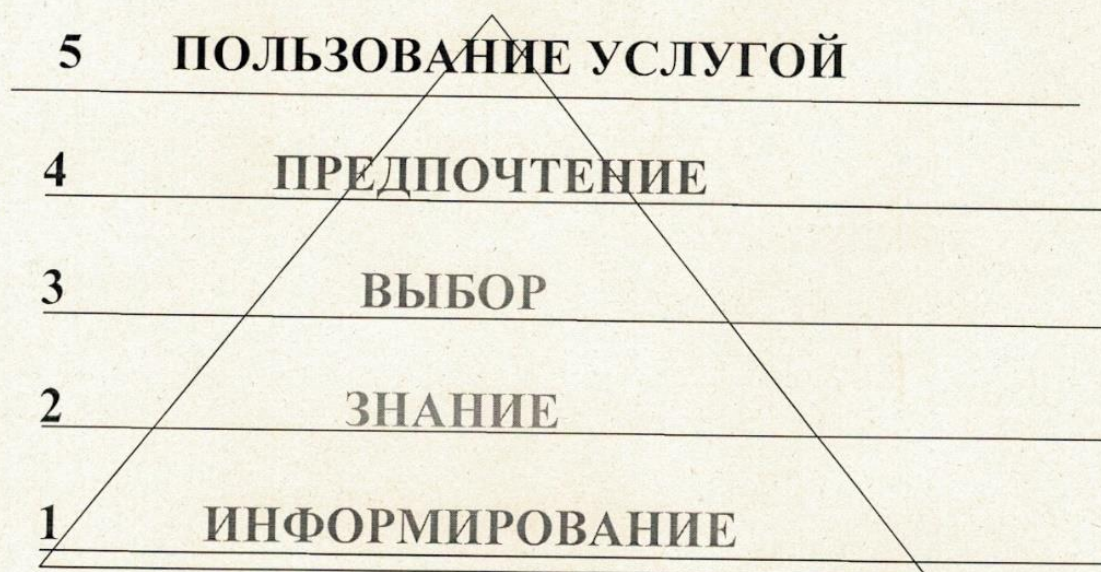 5 ПОЛЬЗОВАНИЕ УСЛУГОЙ
4 ПРЕДПОЧТЕНИЕ
3 ВЫБОР
2 ЗНАНИЕ
1 ИНФОРМИРОВАНИЕ